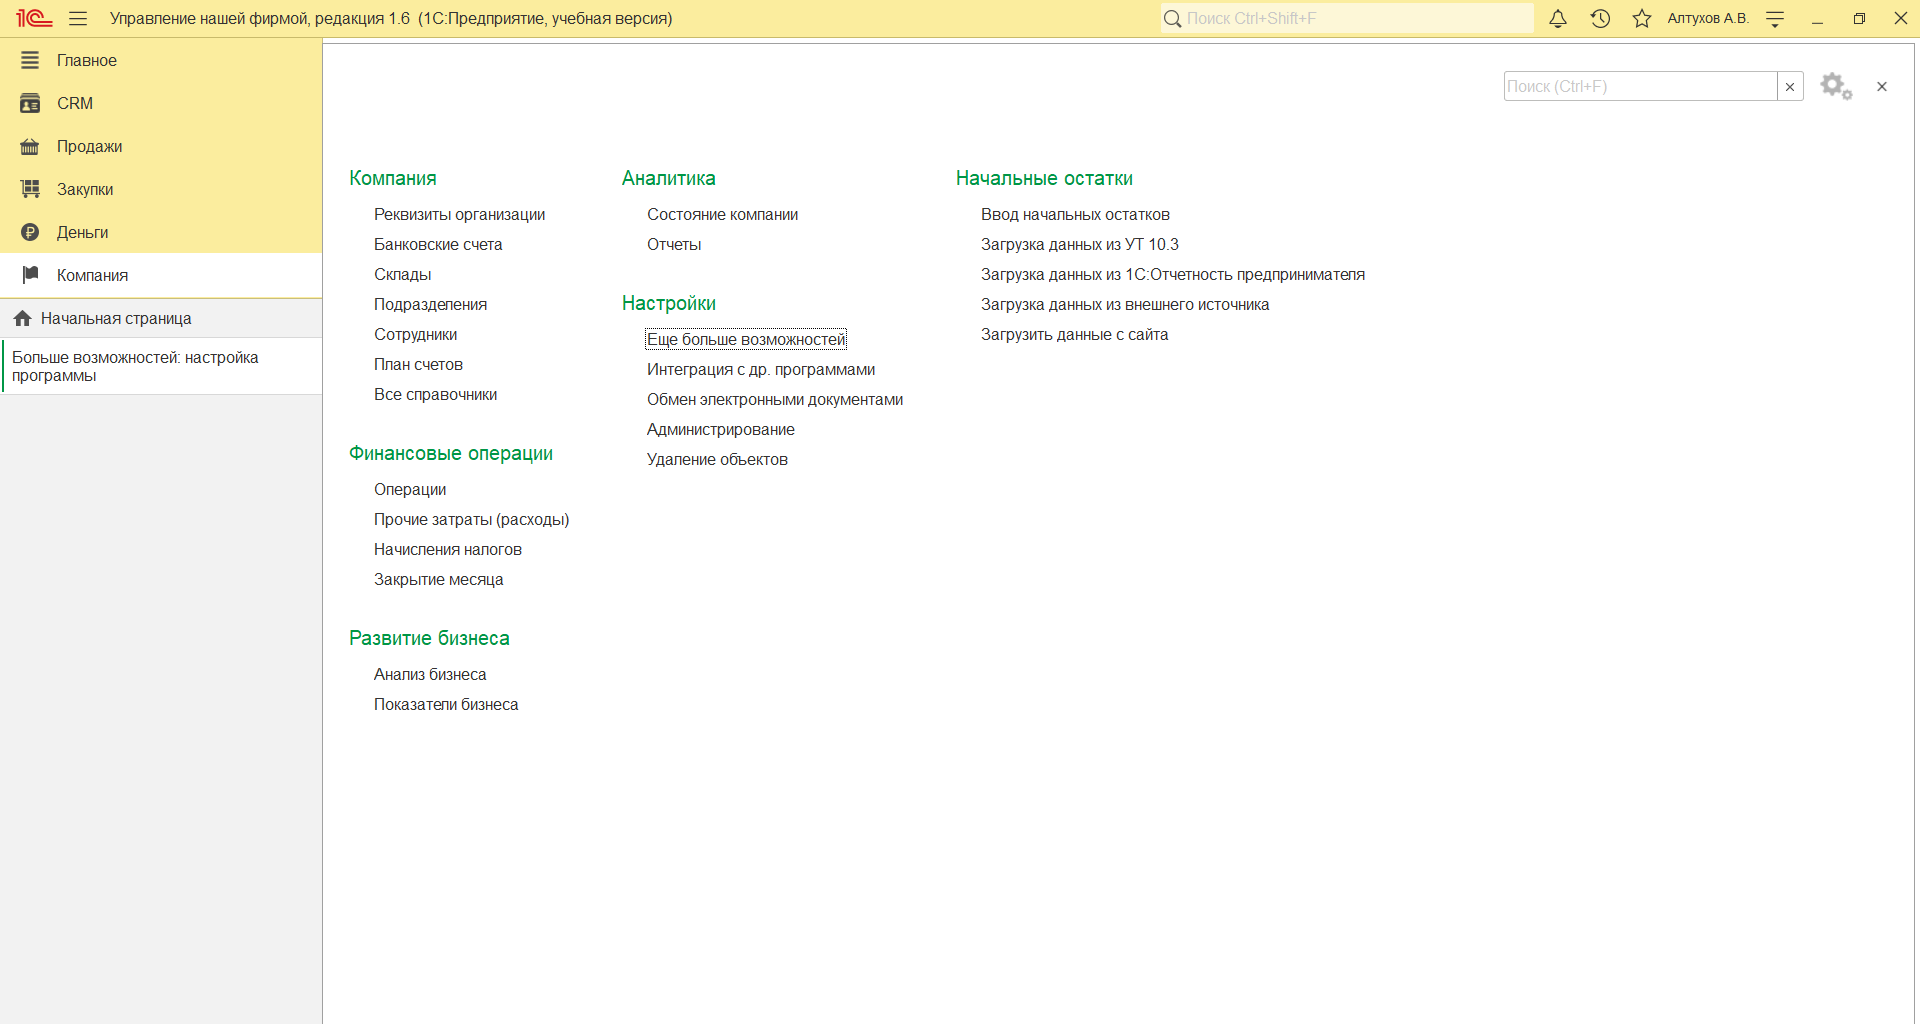 1С Управление нашей фирмой, редакция 1.6 (1С:Предприятие, учебная версия) Поиск Ctrl+Shift+F Алтухов А.В.
Главное
CRM
Продажи
Закупки
Деньги
Компания
Начальная страница
Больше возможностей: настройка
программы
Поиск (Ctrl+F)
Компания
Реквизиты организации
Банковские счета
Склады
Подразделения
Сотрудники
План счетов
Все справочники
Финансовые операции
Операции
Прочие затраты (расходы)
Начисления налогов
Закрытие месяца
Развитие бизнеса
Анализ бизнеса
Показатели бизнеса
Аналитика
Состояние компании
Отчеты
Настройки
Еще больше возможностей
Интеграция с др. программами
Обмен электронными документами
Администрирование
Удаление объектов
Начальные остатки
Ввод начальных остатков
Загрузка данных из УТ 10.3
Загрузка данных из 1С:Отчетность предпринимателя
Загрузка данных из внешнего источника
Загрузить данные с сайта